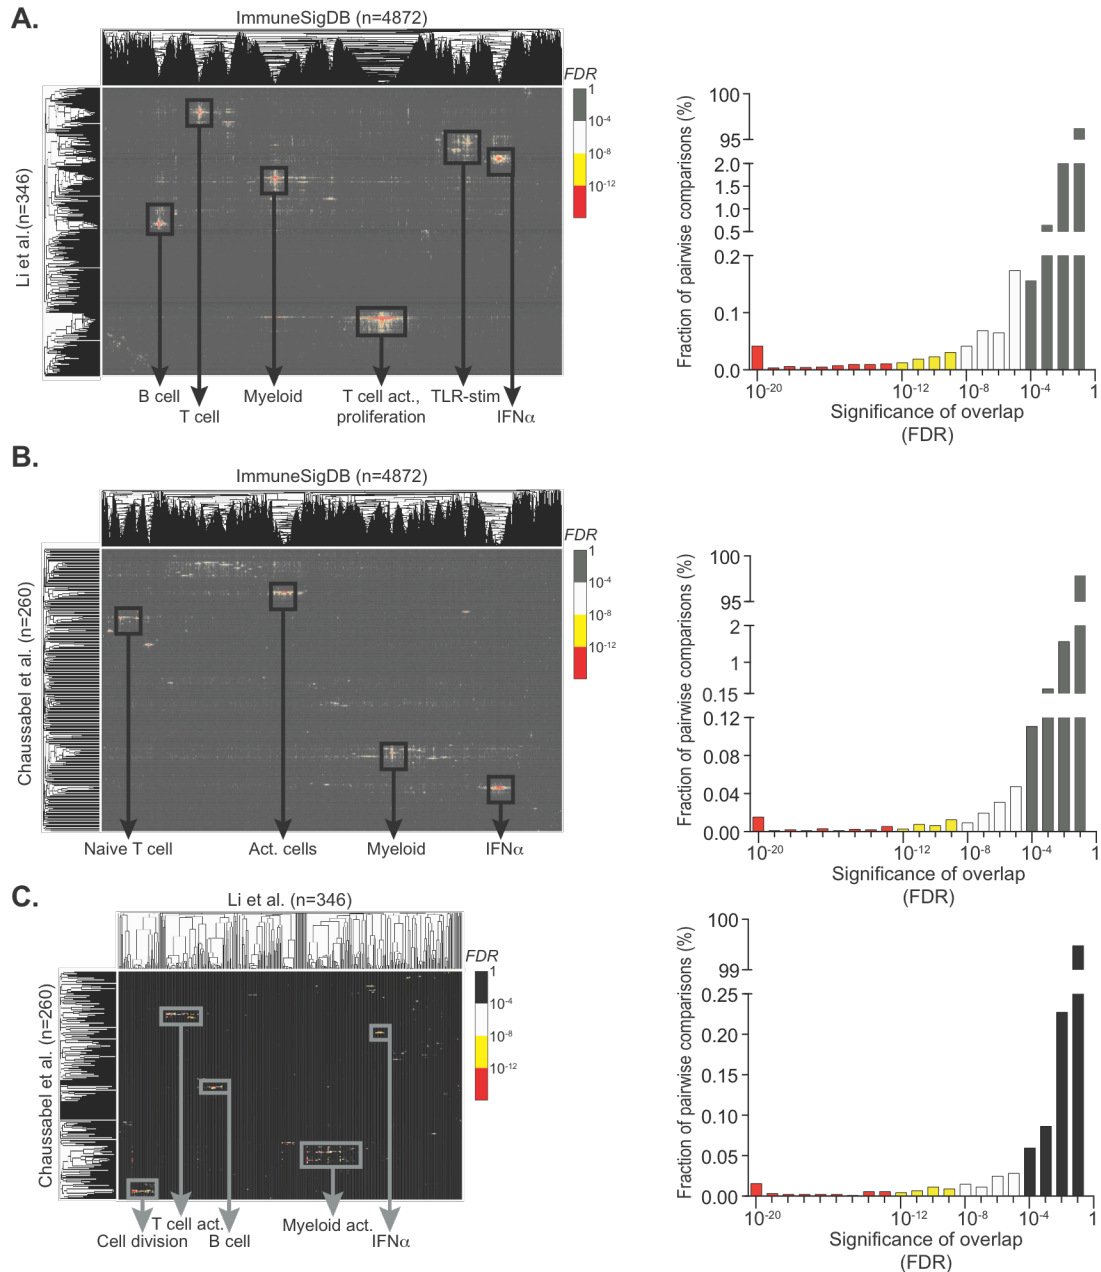 A.
ImmuneSigDB (n=4872)
Li et al.(n=346)
FDR
1
10-4
10-8
10-12
B cell
T cell
Myeloid
T cell act.,
proliferation
TLR-stim
IFNα
Fraction of pairwise comparisons (%)
100
95
2.0
1.5
1.0
0.5
0.2
0.1
0.0
10-20
10-12
10-8
10-4
1
Significance of overlap
(FDR)
B.
ImmuneSigDB (n=4872)
Chaussabel et al. (n=260)
FDR
1
10-4
10-8
10-12
Naive T cell
Act. cells
Myeloid
IFNα
Fraction of pairwise comparisons (%)
100
95
2
1
0.15
0.12
0.08
0.04
0.00
10-20
10-12
10-8
10-4
1
Significance of overlap
(FDR)
C.
Li et al. (n=346)
Chaussabel et al. (n=260)
FDR
1
10-4
10-8
10-12
Cell division
T cell act.
B cell
Myeloid act.
IFNα
Fraction of pairwise comparisons (%)
100
99
0.25
0.20
0.15
0.10
0.05
0.00
10-20
10-12
10-8
10-4
1
Significance of overlap
(FDR)